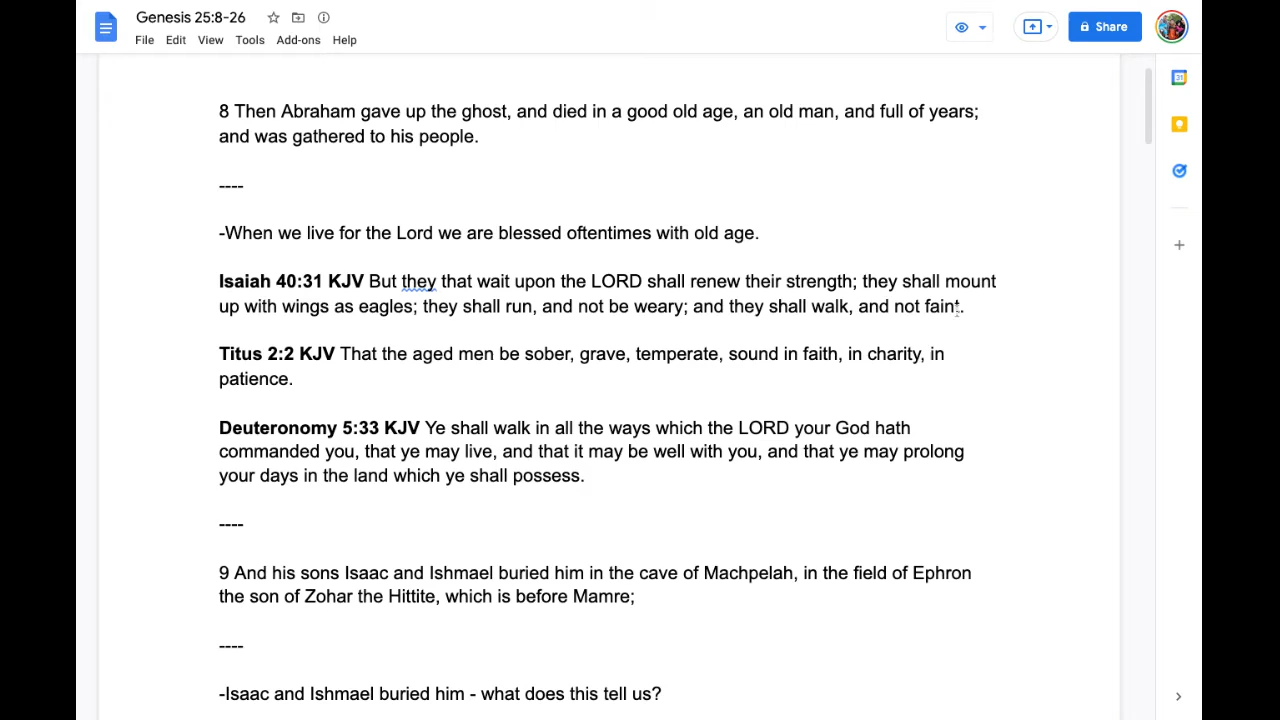 Genesis 25:8-26
File Edit View Tools Add-ons Help
Share
31
8 Then Abraham gave up the ghost, and died in a good old age, an old man, and full of years;
and was gathered to his people.
----
-When we live for the Lord we are blessed oftentimes with old age.
Isaiah 40:31 KJV But they that wait upon the LORD shall renew their strength; they shall mount
up with wings as eagles; they shall run, and not be weary; and they shall walk, and not faint.
Titus 2:2 KJV That the aged men be sober, grave, temperate, sound in faith, in charity, in
patience.
Deuteronomy 5:33 KJV Ye shall walk in all the ways which the LORD your God hath
commanded you, that ye may live, and that it may be well with you, and that ye may prolong
your days in the land which ye shall possess.
----
9 And his sons Isaac and Ishmael buried him in the cave of Machpelah, in the field of Ephron
the son of Zohar the Hittite, which is before Mamre;
----
-Isaac and Ishmael buried him - what does this tell us?